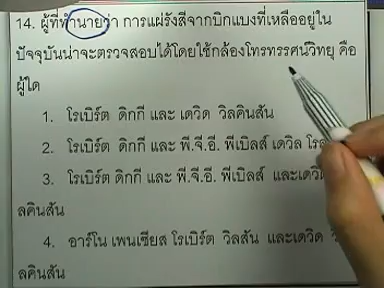 14. ผู้ที่ทำนายว่า การแผ่รังสีจากบิกแบงที่เหลืออยู่ใน
ปัจจุบันน่าจะตรวจสอบได้โดยใช้กล้องโทรทรรศน์วิทยุ คือ
ผู้ใด
1. โรเบิร์ต ดิกกี และ เดวิด วิลคินสัน
2. โรเบิร์ต ดิกกี และ พี.จี.อี. พีเบิลส์ เดวิล
3. โรเบิร์ต ดิกกี และ พี.จี.อี. พีเบิลส์ และ
ลคินสัน
4. อาร์โน เพนเซียส โรเบิร์ต วิลสัน และเดวิด
ลคินสัน